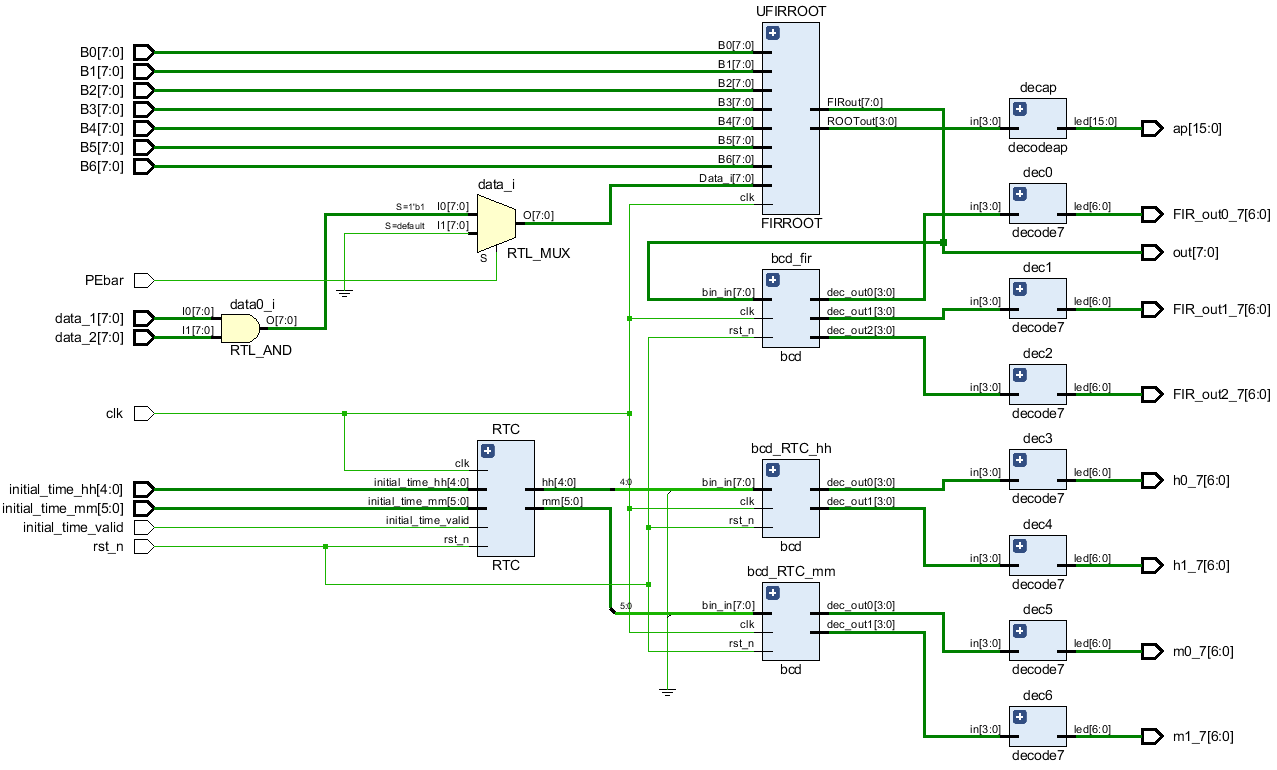 UFIRROOT
B0[7:0]
B1[7:0]
B2[7:0]
B3[7:0]
B4[7:0]
B5[7:0]
B6[7:0]
B0[7:0]
B1[7:0]
B2[7:0]
B3[7:0]
B4[7:0]
B5[7:0]
B6[7:0]
Data_i[7:0]
clk
FIRout[7:0]
ROOTout[3:0]
FIRROOT
decap
in[3:0]
led[15:0]
decodeap
ap[15:0]
dec0
in[3:0]
led[6:0]
decode7
FIR_out0_7[6:0]
out[7:0]
data_i
S=1'b1
I0[7:0]
S=default
I1[7:0]
O[7:0]
S
RTL_MUX
PEbar
data_1[7:0]
data_2[7:0]
data0_i
I0[7:0]
I1[7:0]
O[7:0]
RTL_AND
bcd_fir
bin_in[7:0]
clk
rst_n
dec_out0[3:0]
dec_out1[3:0]
dec_out2[3:0]
bcd
dec1
in[3:0]
led[6:0]
decode7
FIR_out1_7[6:0]
dec2
in[3:0]
led[6:0]
decode7
FIR_out2_7[6:0]
clk
initial_time_hh[4:0]
initial_time_mm[5:0]
initial_time_valid
rst_n
RTC
clk
initial_time_hh[4:0]
initial_time_mm[5:0]
initial_time_valid
rst_n
hh[4:0]
mm[5:0]
RTC
4:0
5:0
bcd_RTC_hh
bin_in[7:0]
clk
rst_n
dec_out0[3:0]
dec_out1[3:0]
bcd
dec3
in[3:0]
led[6:0]
decode7
h0_7[6:0]
dec4
in[3:0]
led[6:0]
decode7
h1_7[6:0]
bcd_RTC_mm
bin_in[7:0]
clk
rst_n
dec_out0[3:0]
dec_out1[3:0]
bcd
dec5
in[3:0]
led[6:0]
decode7
m0_7[6:0]
dec6
in[3:0]
led[6:0]
decode7
m1_7[6:0]